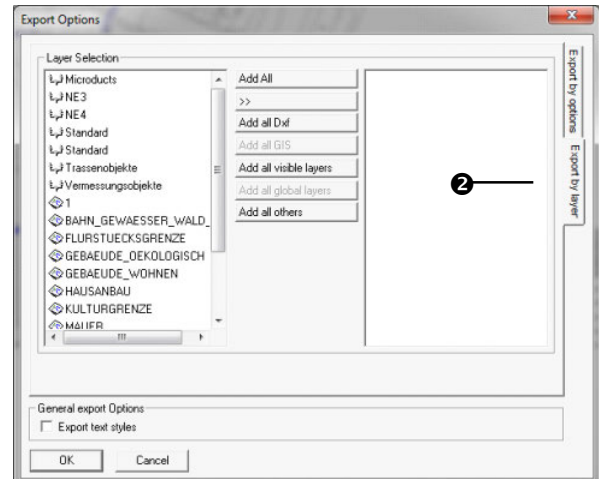 Export Options
Layer Selection
Microducts
NE3
NE4
Standard
Standard
Trassenobjekte
Vermessungsobjekte
1
BAHN_GEWAESSER_WALD_
FLURSTUECKSGRENZE
GEBAEUDE_OEKOLOGISCH
GEBAEUDE_WOHNEN
HAUSANBAU
KULTURGRENZE
MAUER
Add All
>>
Add all Dxf
Add all GIS
Add all visible layers
Add all global layers
Add all others
2
Export by options
Export by layer
General export Options
Export text styles
OK
Cancel